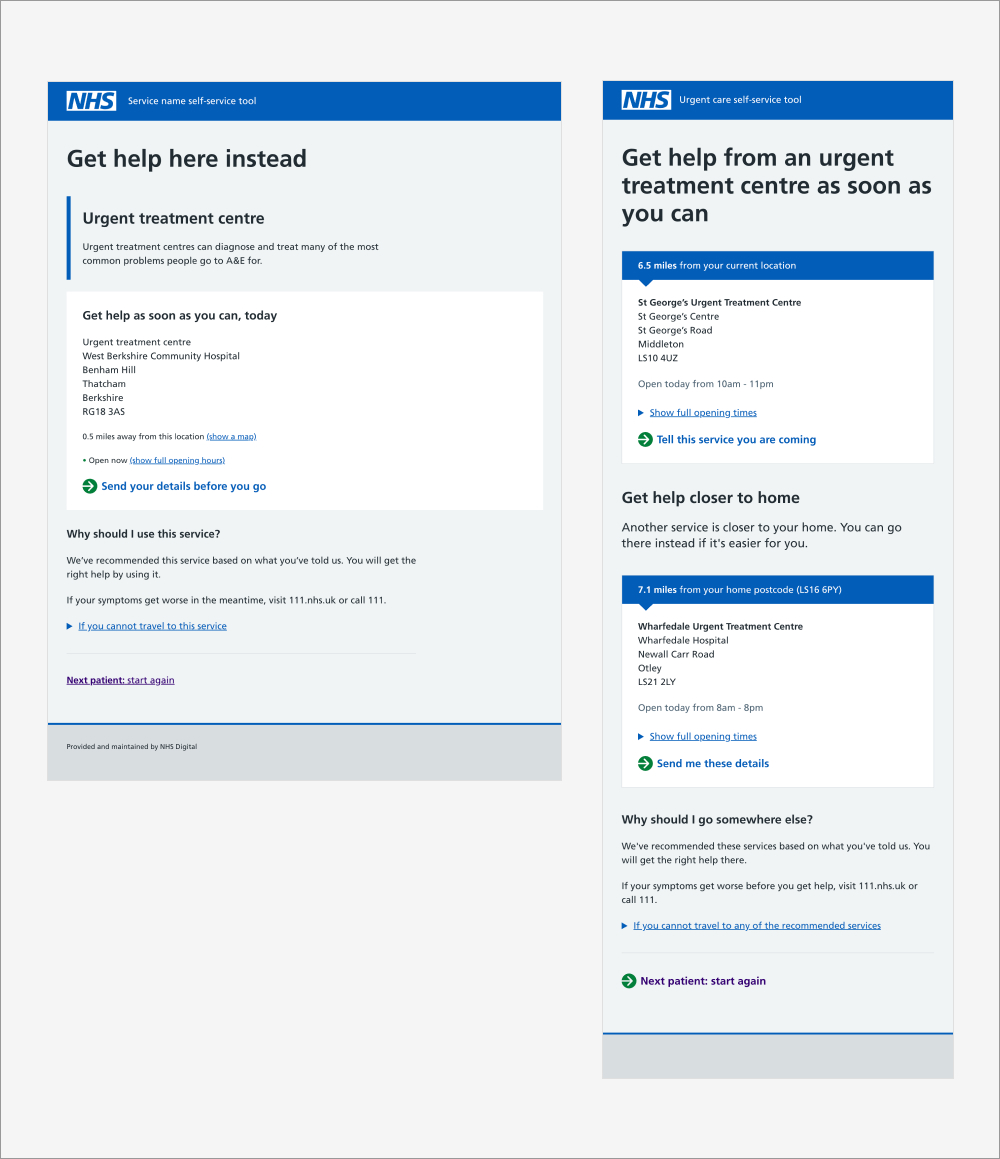 NHS Service name self-service tool
Get help here instead
Urgent treatment centre
Urgent treatment centres can diagnose and treat many of the most
common problems people go to A&E for.
Get help as soon as you can, today
Urgent treatment centre
West Berkshire Community Hospital
Benham Hill
Thatcham
Berkshire
RG18 3AS
0.5 miles away from this location (show a map)
• Open now (show full opening hours)
Send your details before you go
Why should I use this service?
We’ve recommended this service based on what you’ve told us. You will get the
right help by using it.
If your symptoms get worse in the meantime, visit 111.nhs.uk or call 111.
If you cannot travel to this service
Next patient: start again
Provided and maintained by NHS Digital
NHS Urgent care self-service tool
Get help from an urgent
treatment centre as soon as
you can
6.5 miles from your current location
St George’s Urgent Treatment Centre
St George’s Centre
St George’s Road
Middleton
LS10 4UZ
Open today from 10am - 11pm
Show full opening times
Tell this service you are coming
Get help closer to home
Another service is closer to your home. You can go
there instead if it's easier for you.
7.1 miles from your home postcode (LS16 6PY)
Wharfedale Urgent Treatment Centre
Wharfedale Hospital
Newall Carr Road
Otley
LS21 2LY
Open today from 8am - 8pm
Show full opening times
Send me these details
Why should I go somewhere else?
We've recommended these services based on what you've told us. You
will get the right help there.
If your symptoms get worse before you get help, visit 111.nhs.uk or
call 111.
If you cannot travel to any of the recommended services
Next patient: start again